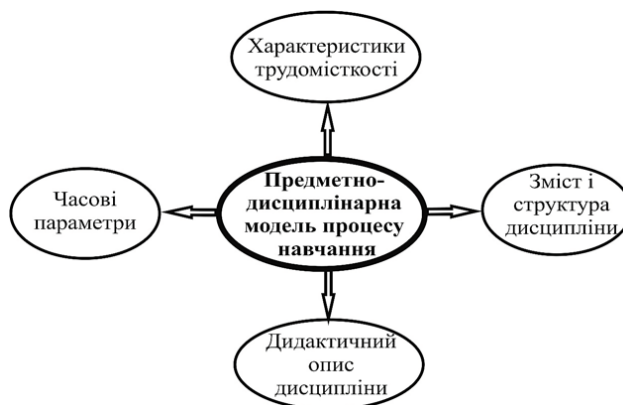 Характеристики
трудомісткості
Часові
параметри
Предметно-
дисциплінарна
модель процесу
навчання
Зміст і
структура
дисципліни
Дидактичний
опис
дисципліни